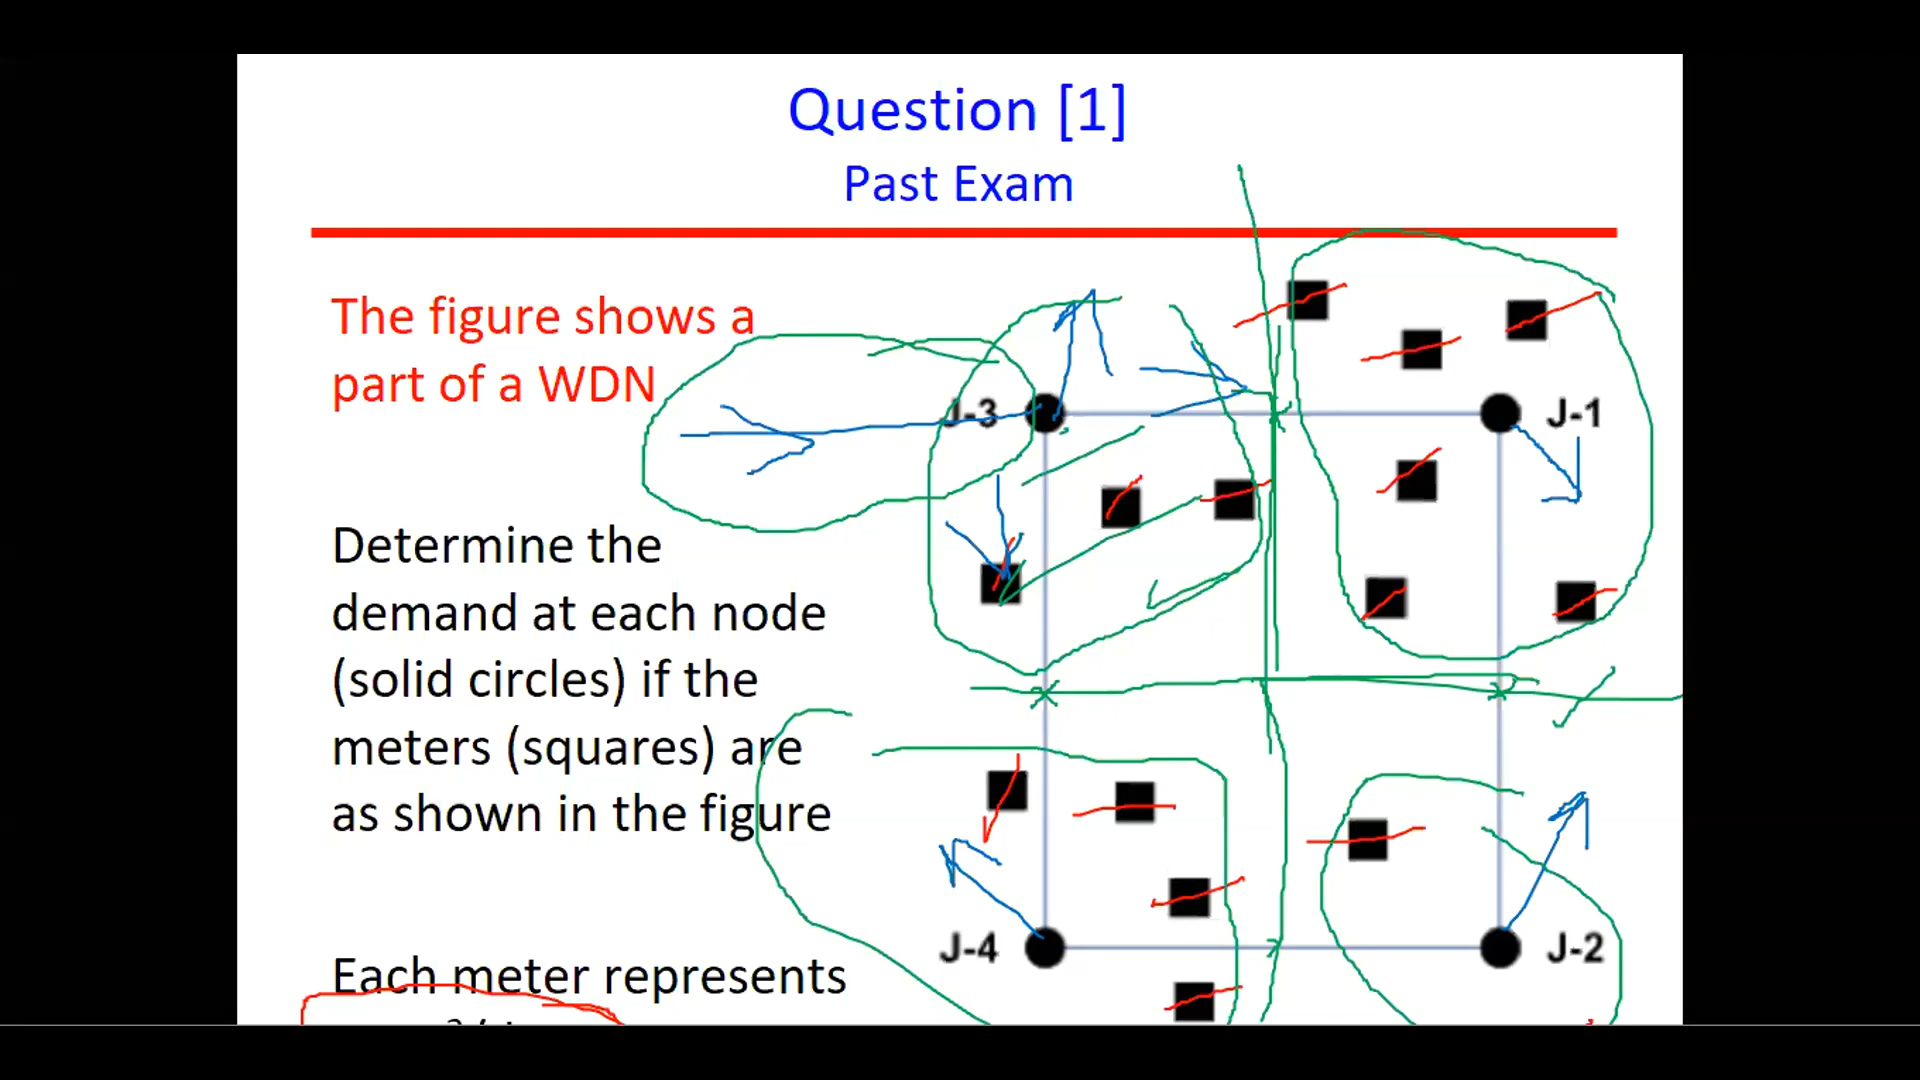 Question [1]
Past Exam
The figure shows a
part of a WDN
J-3
J-1
Determine the
demand at each node
(solid circles) if the
meters (squares) are
as shown in the figure
J-4
J-2
Each meter represents